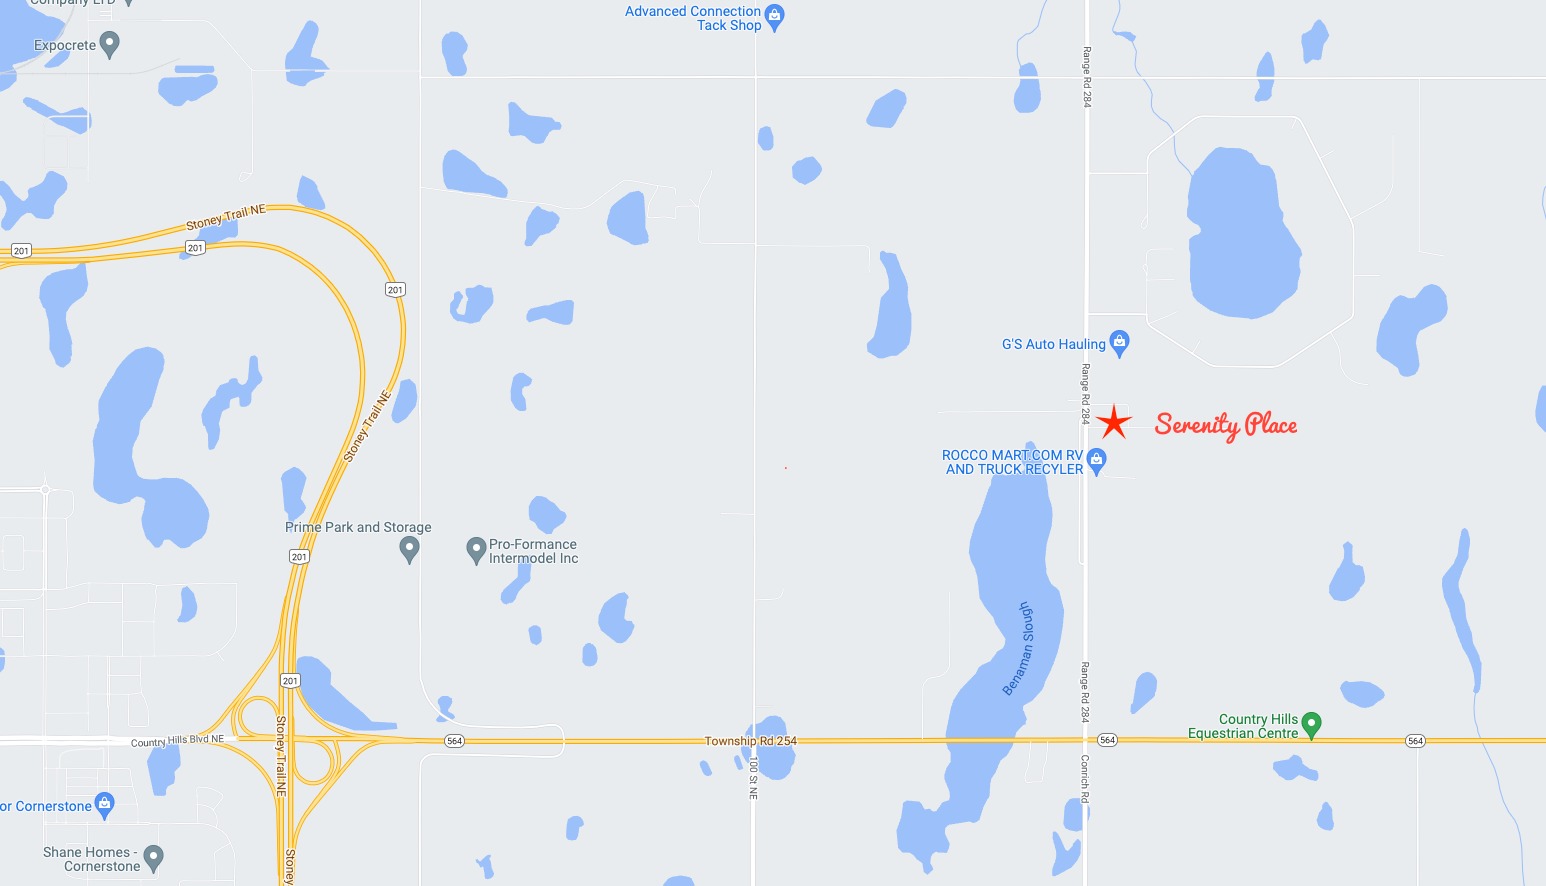 Company LTD
Advanced Connection
Tack Shop
Expocrete
Range Rd 284
Stoney Trail NE
201
201
201
G'S Auto Hauling
Range Rd 284
Stoney Trail NE
Serenity Place
ROCCO MART.COM RV
AND TRUCK RECYLER
Prime Park and Storage
Pro-Formance
Intermodel Inc
201
Benaman Slough
201
Range Rd 284
Country Hills
Equestrian Centre
Country Hills Blvd NE
Stoney Trail NE
564
Township Rd 254
564
564
100 St NE
Conrich Rd
or Cornerstone
Shane Homes -
Cornerstone
Stoney